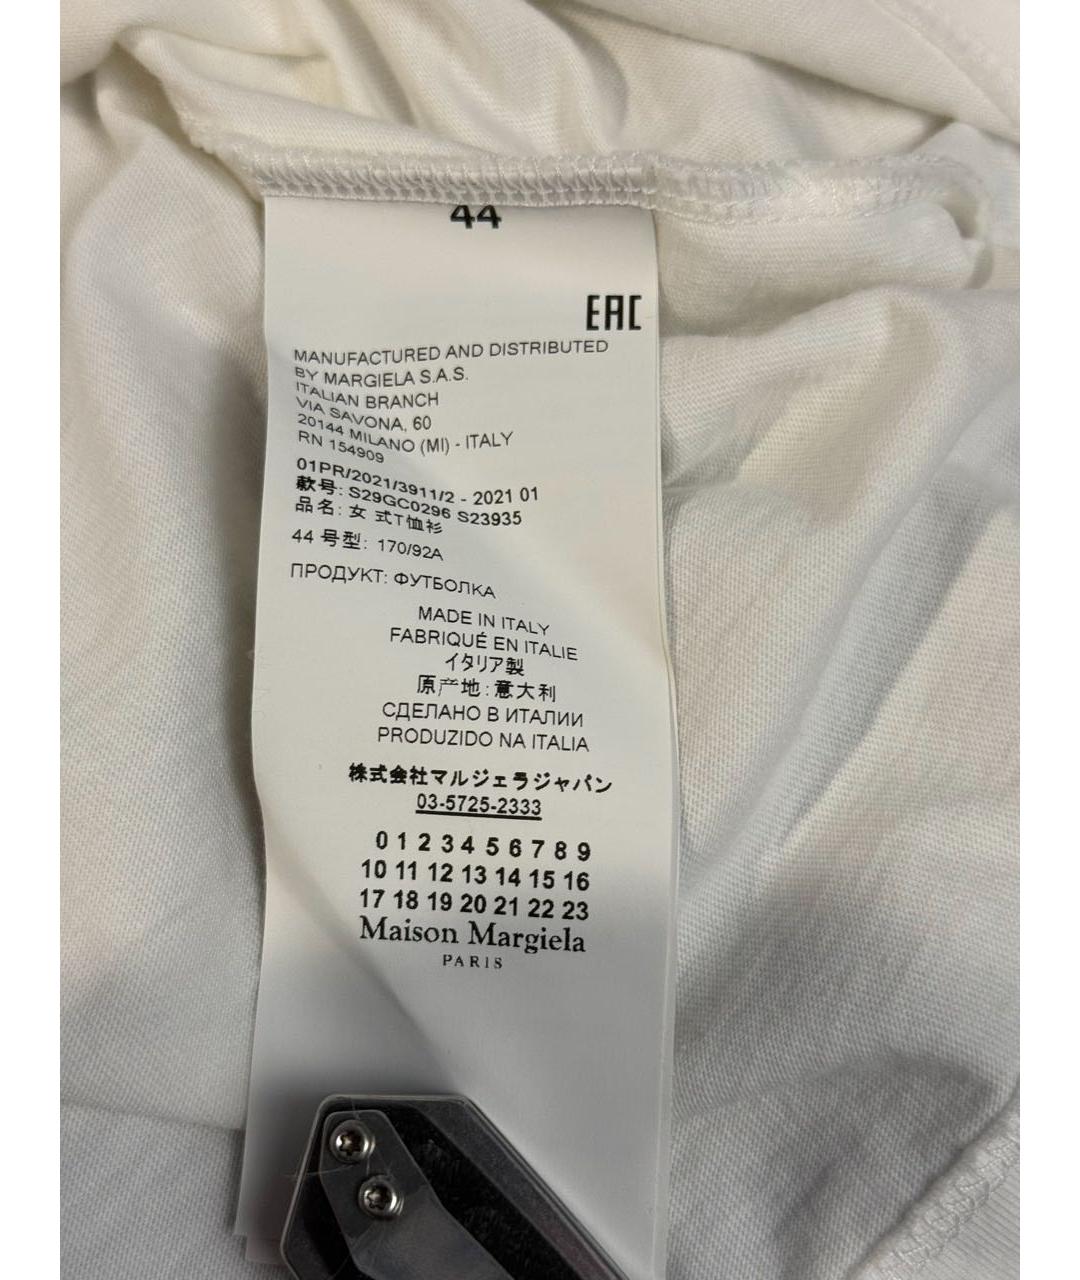 44
EAC
MANUFACTURED AND DISTRIBUTED
BY MARGIELA S.A.S.
ITALIAN BRANCH
VIA SAVONA, 60
20144 MILANO (MI) - ITALY
RN 154909
01PR/2021/3911/2 - 2021 01
款号: S29GC0296 S23935
品名: 女 式T恤衫
44 号型: 170/92A
ПРОДУКТ: ФУТБОЛКА
MADE IN ITALY
FABRIQUÉ EN ITALIE
イタリア製
原产地: 意大利
СДЕЛАНО В ИТАЛИИ
PRODUZIDO NA ITALIA
株式会社マルジェラジャパン
03-5725-2333
0 1 2 3 4 5 6 7 8 9
10 11 12 13 14 15 16
17 18 19 20 21 22 23
Maison Margiela
PARIS